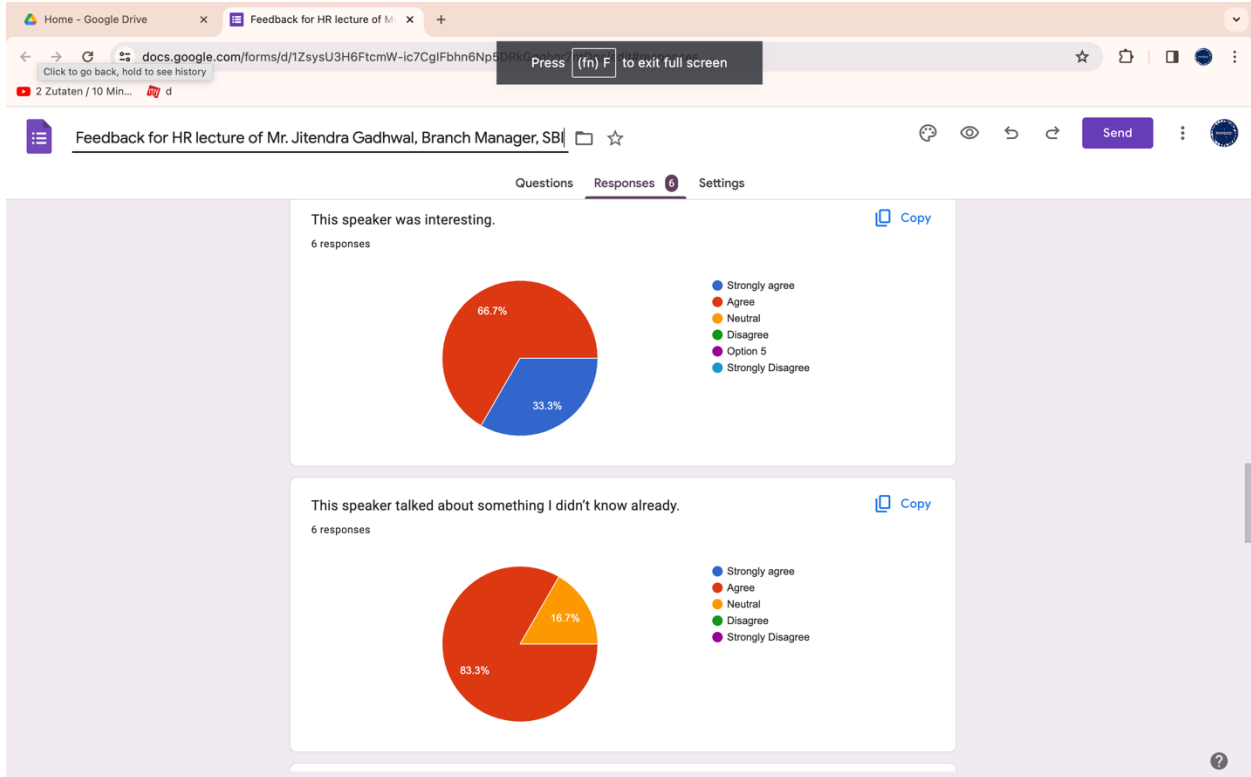 Home - Google Drive
Feedback for HR lecture of M
docs.google.com/forms/d/1ZsysU3H6FtcmW-ic7CgIFbhn6Np5
Press (fn) F to exit full screen
Click to go back, hold to see history
2 Zutaten / 10 Min...
d
Feedback for HR lecture of Mr. Jitendra Gadhwal, Branch Manager, SBI
Send
Questions Responses 6 Settings
This speaker was interesting.
Copy
6 responses
66.7%
33.3%
Strongly agree
Agree
Neutral
Disagree
Option 5
Strongly Disagree
This speaker talked about something I didn't know already.
Copy
6 responses
16.7%
83.3%
Strongly agree
Agree
Neutral
Disagree
Strongly Disagree